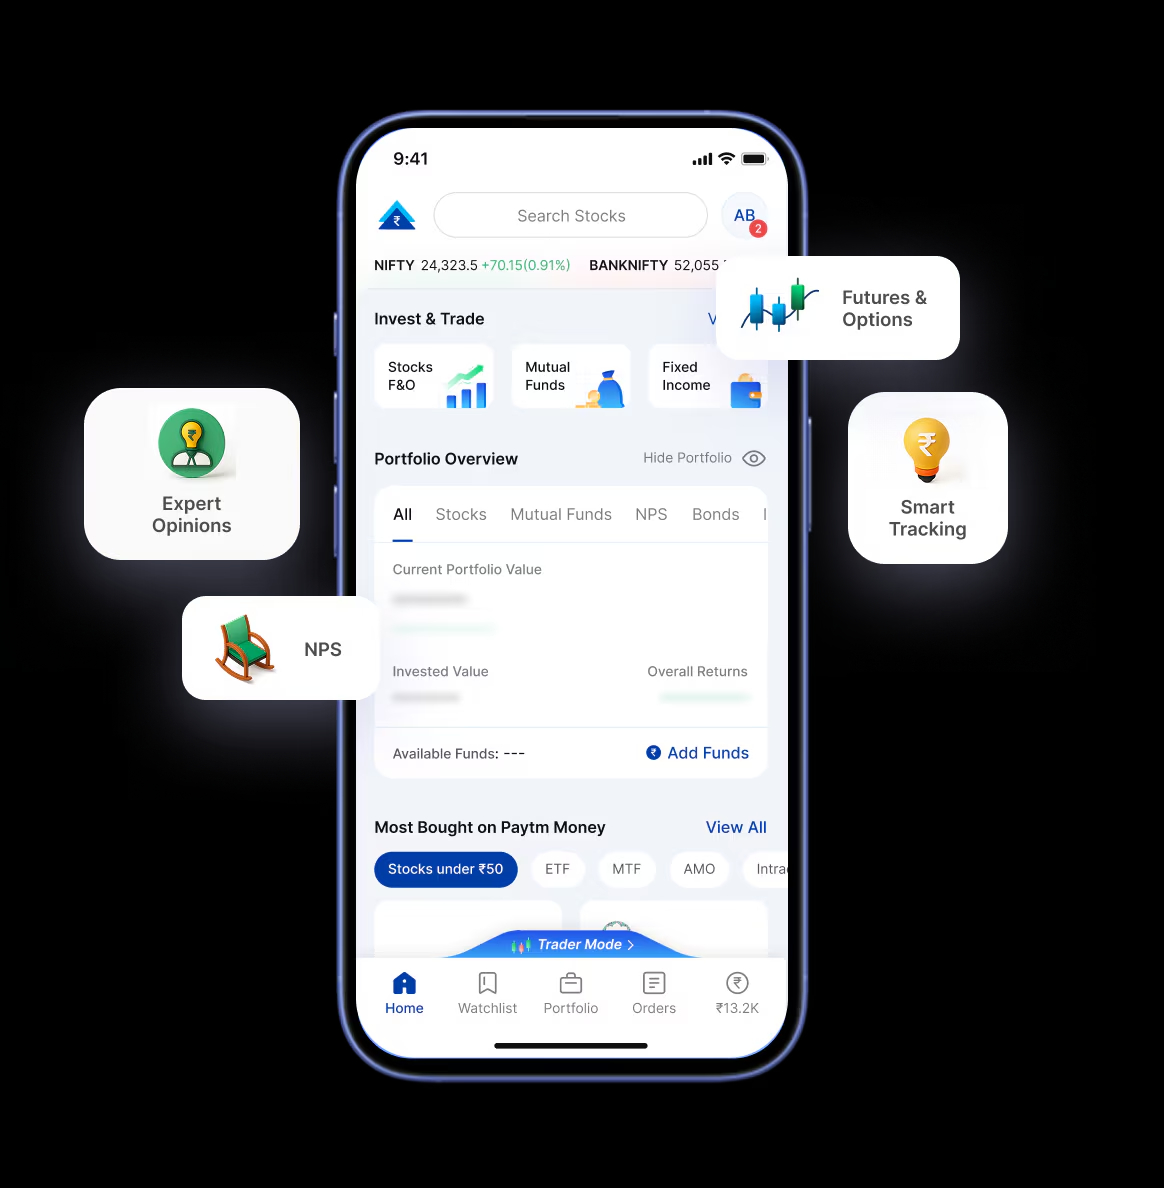 9:41
₹
Search Stocks
AB
2
NIFTY 24,323.5 +70.15(0.91%) BANKNIFTY 52,055
Futures &
Options
Invest & Trade
Stocks
F&O
Mutual
Funds
Fixed
Income
Expert
Opinions
₹
Smart
Tracking
Portfolio Overview
Hide Portfolio
All Stocks Mutual Funds NPS Bonds
Current Portfolio Value
NPS
Invested Value
Overall Returns
Available Funds: ---
₹ Add Funds
Most Bought on Paytm Money
View All
Stocks under ₹50
ETF
MTF
AMO
Trader Mode >
Home
Watchlist
Portfolio
Orders
₹
₹13.2K